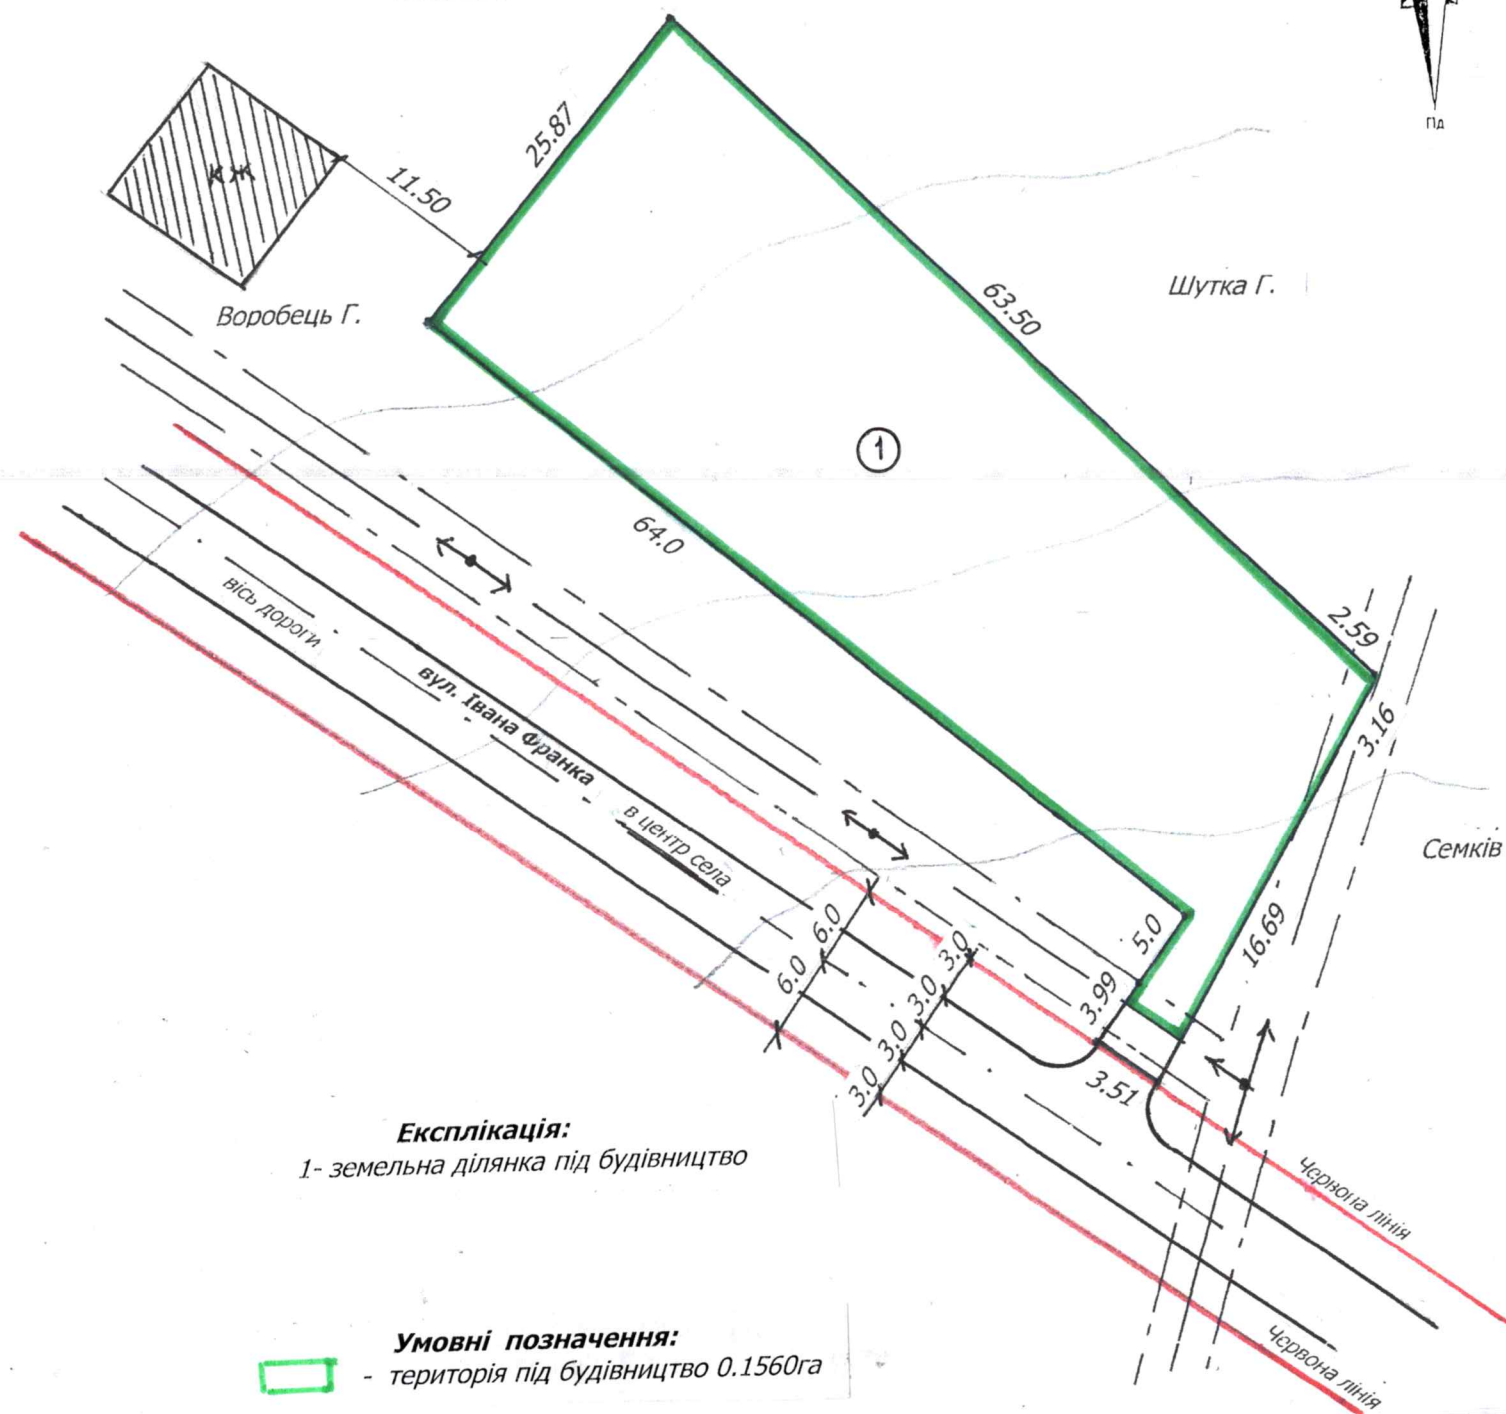 Пд
25.87
КЖ
11.50
Воробець Г.
63.50
Шутка Г.
1
64.0
2.59
3.16
вісь дороги
вул. Івана Франка
в центр села
Семків
6.0
6.0
3.0
3.0
3.0
3.0
5.0
3.99
16.69
3.51
Експлікація:
1- земельна ділянка під будівництво
Червона лінія
Червона лінія
Умовні позначення:
- територія під будівництво 0.1560га